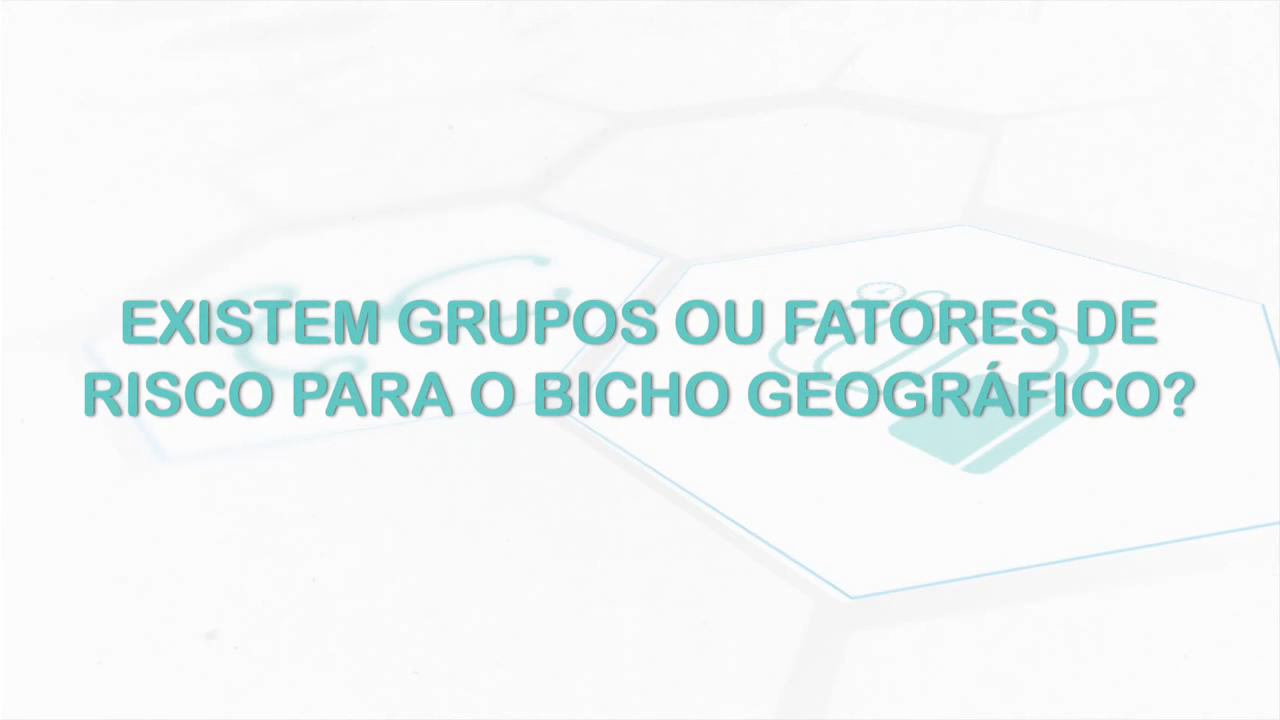 EXISTEM GRUPOS OU FATORES DE
RISCO PARA O BICHO GEOGRÁFICO?